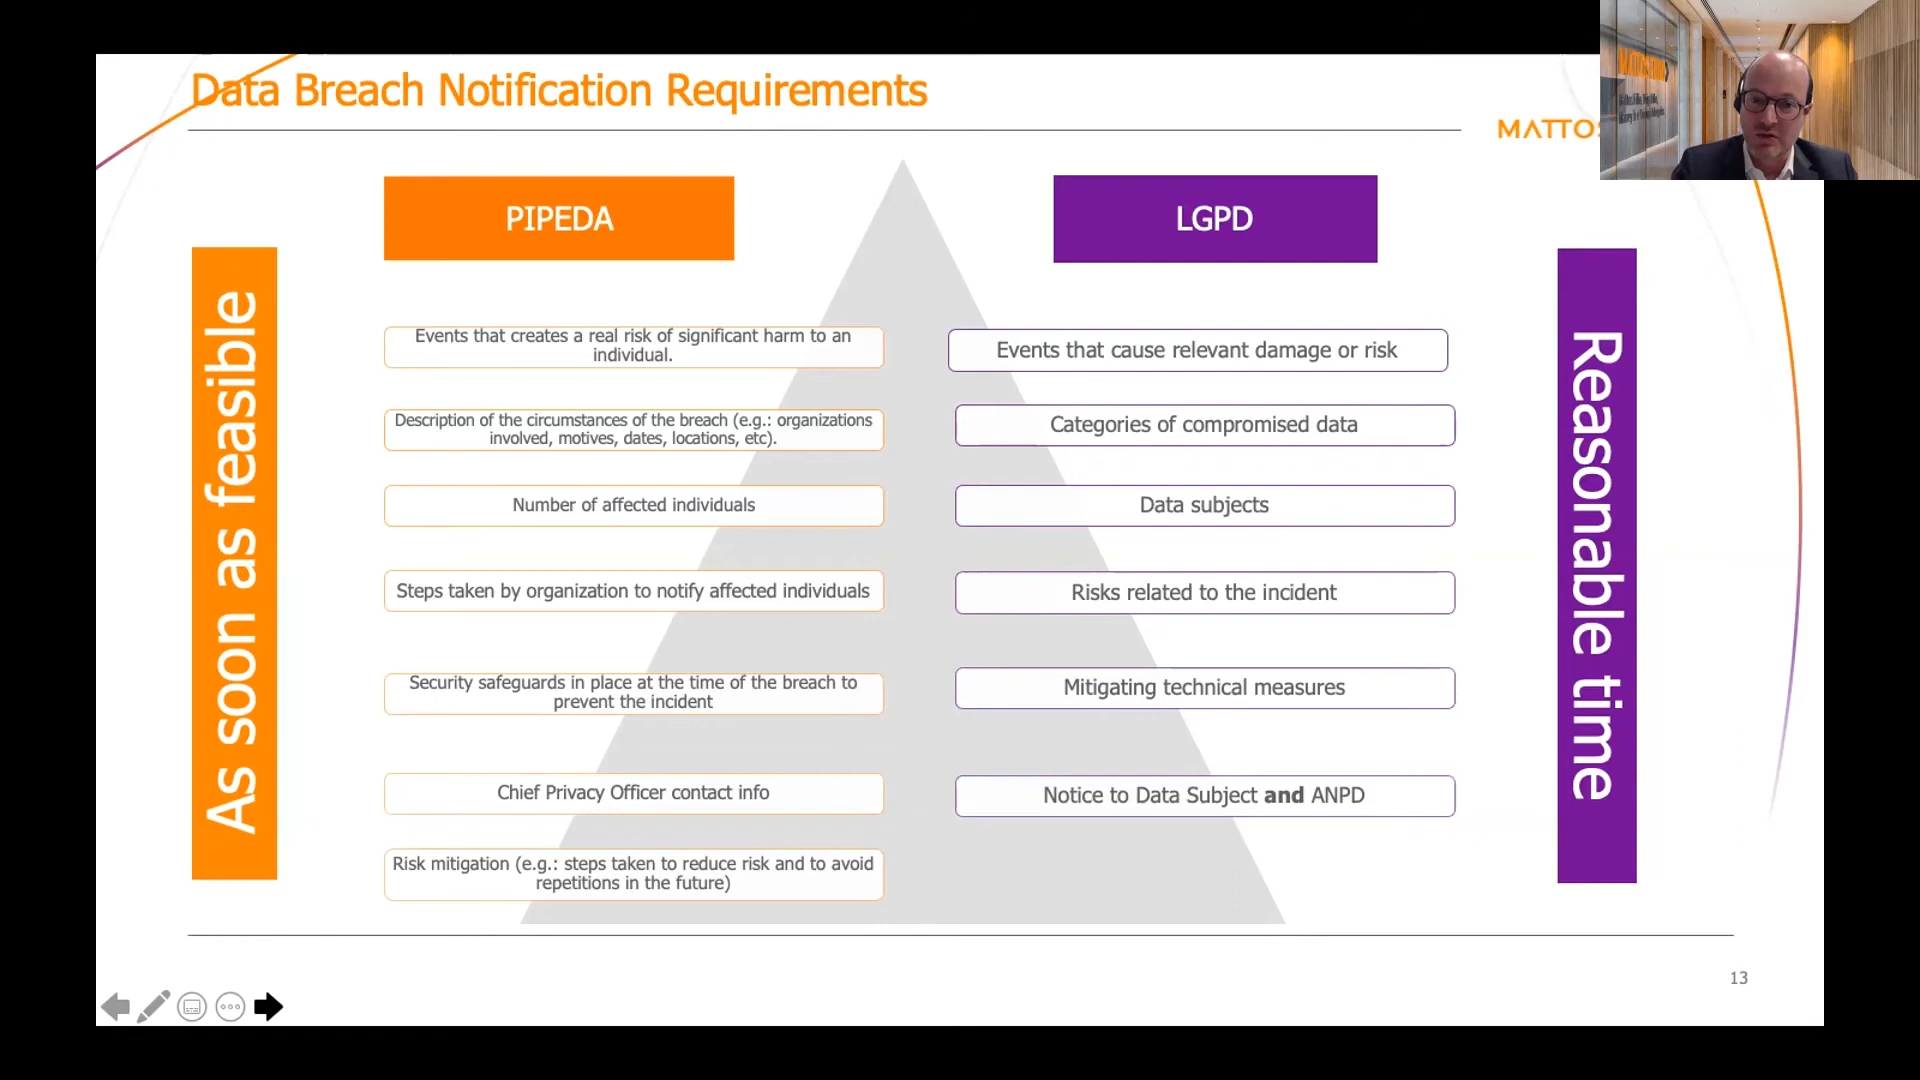 Data Breach Notification Requirements
MATTOS
PIPEDA
LGPD
As soon as feasible
Events that creates a real risk of significant harm to an
individual.
Description of the circumstances of the breach (e.g.: organizations
involved, motives, dates, locations, etc).
Number of affected individuals
Steps taken by organization to notify affected individuals
Security safeguards in place at the time of the breach to
prevent the incident
Chief Privacy Officer contact info
Risk mitigation (e.g.: steps taken to reduce risk and to avoid
repetitions in the future)
Events that cause relevant damage or risk
Categories of compromised data
Data subjects
Risks related to the incident
Mitigating technical measures
Notice to Data Subject and ANPD
Reasonable time
13